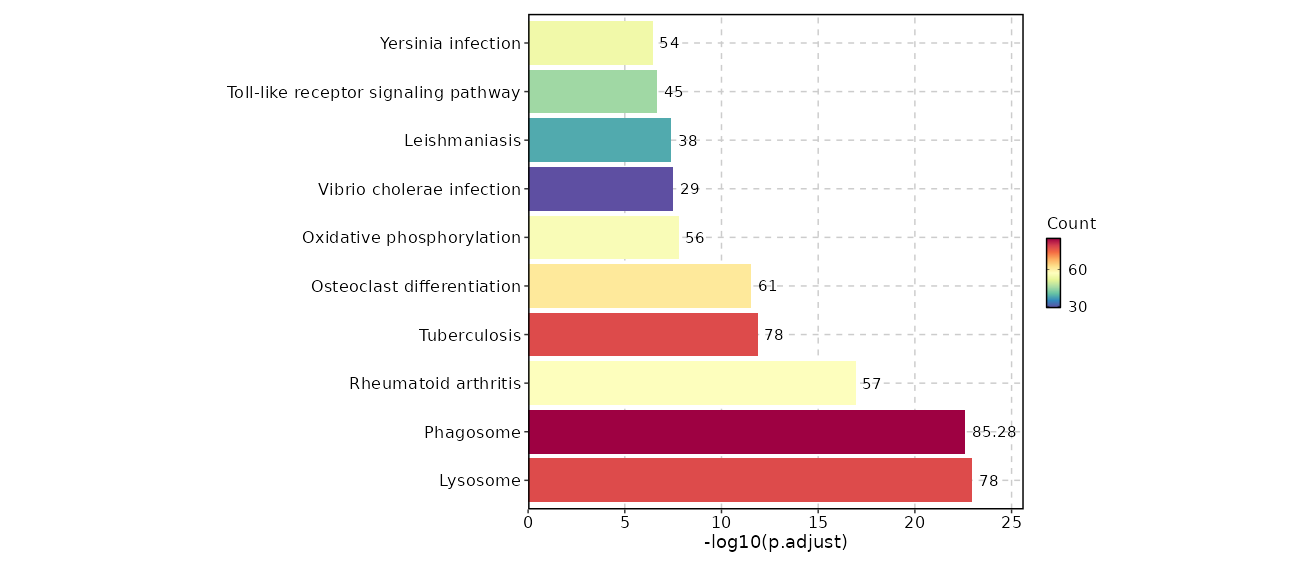 Yersinia infection 54
Toll-like receptor signaling pathway 45
Leishmaniasis 38
Vibrio cholerae infection 29
Oxidative phosphorylation 56
Osteoclast differentiation 61
Tuberculosis 78
Rheumatoid arthritis 57
Phagosome 85.28
Lysosome 78
0 5 10 15 20 25
-log10(p.adjust)
Count
60
30